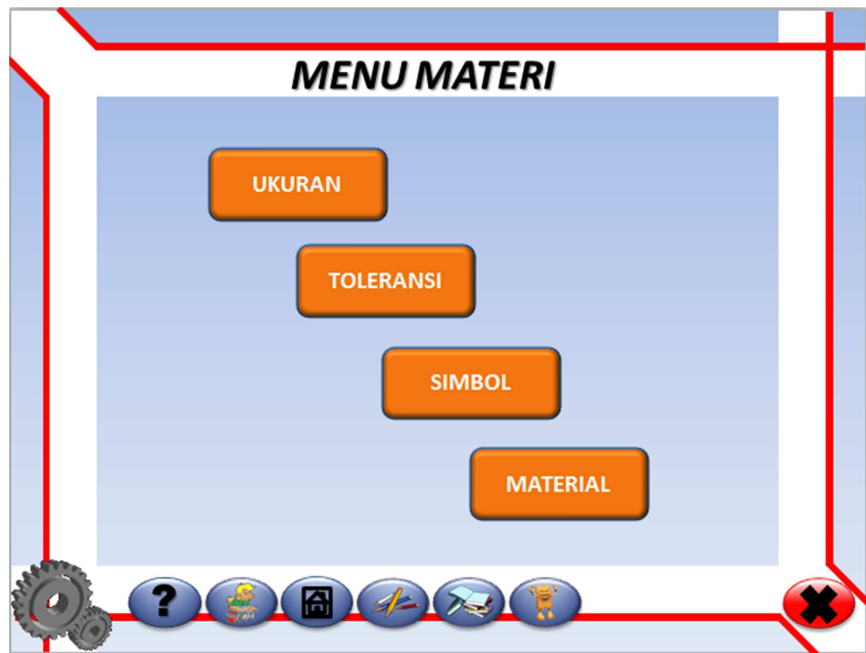 MENU MATERI
UKURAN
TOLERANSI
SIMBOL
MATERIAL
?